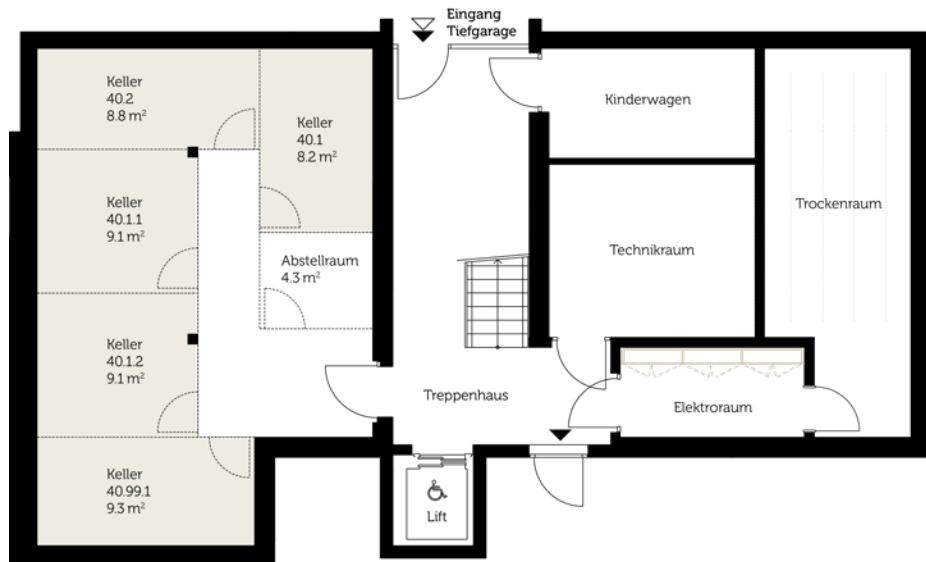 Eingang
Tiefgarage
Keller
40.2
8.8 m²
Keller
40.1
8.2 m²
Kinderwagen
Keller
40.1.1
9.1 m²
Trockenraum
Abstellraum
4.3 m²
Technikraum
Keller
40.1.2
9.1 m²
Treppenhaus
Elektroraum
Keller
40.99.1
9.3 m²
Lift